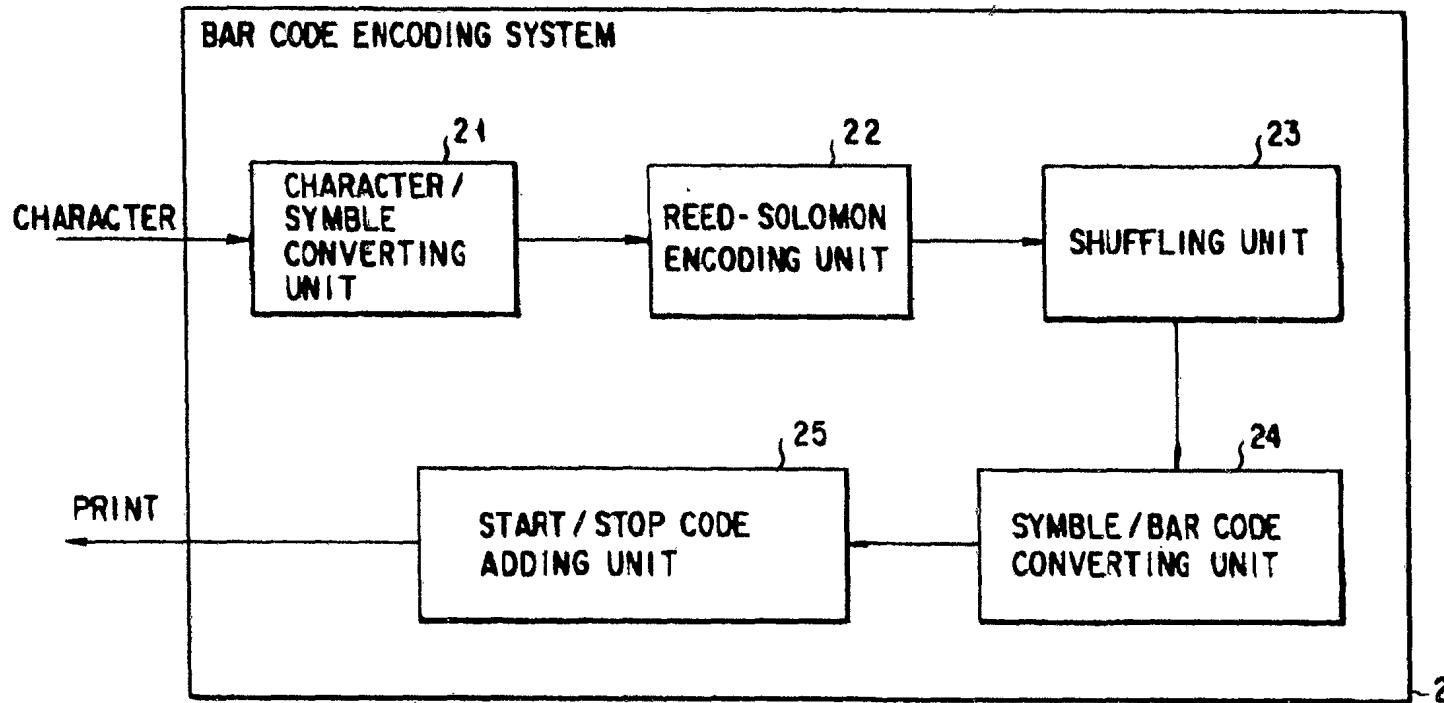 BAR CODE ENCODING SYSTEM
21
22
23
CHARACTER
CHARACTER /
SYMBLE
CONVERTING
UNIT
REED-SOLOMON
ENCODING UNIT
SHUFFLING UNIT
25
24
PRINT
START / STOP CODE
ADDING UNIT
SYMBLE / BAR CODE
CONVERTING UNIT
2